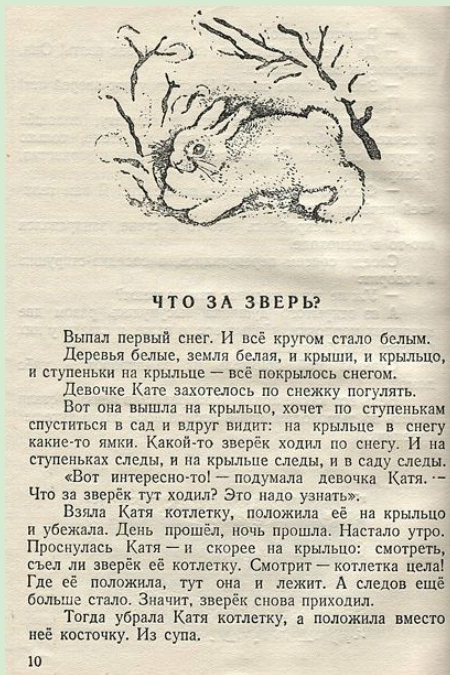 ЧТО ЗА ЗВЕРЬ?
Выпал первый снег. И всё кругом стало белым.
Деревья белые, земля белая, и крыши, и крыльцо,
и ступеньки на крыльце — всё покрылось снегом.
Девочке Кате захотелось по снежку погулять.
Вот она вышла на крыльцо, хочет по ступенькам
спуститься в сад и вдруг видит: на крыльце в снегу
какие-то ямки. Какой-то зверёк ходил по снегу. И на
ступеньках следы, и на крыльце следы, и в саду следы.
«Вот интересно-то! — подумала девочка Катя. —
Что за зверёк тут ходил? Это надо узнать».
Взяла Катя котлетку, положила её на крыльцо
и убежала. День прошёл, ночь прошла. Настало утро.
Проснулась Катя — и скорее на крыльцо: смотреть,
съел ли зверёк её котлетку. Смотрит — котлетка цела!
Где её положила, тут она и лежит. А следов ещё
больше стало. Значит, зверёк снова приходил.
Тогда убрала Катя котлетку, а положила вместо
неё косточку. Из супа.
10